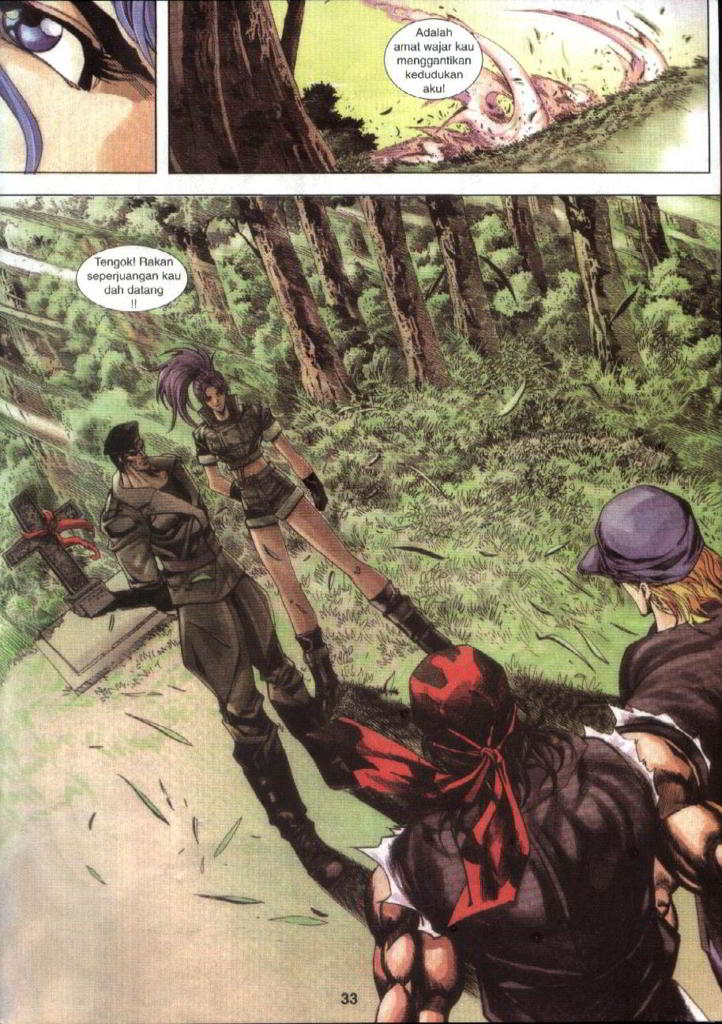 Adalah
amat wajar kau
menggantikan
kedudukan
aku!
Tengok! Rakan
seperjuangan kau
dah datang
!!
33